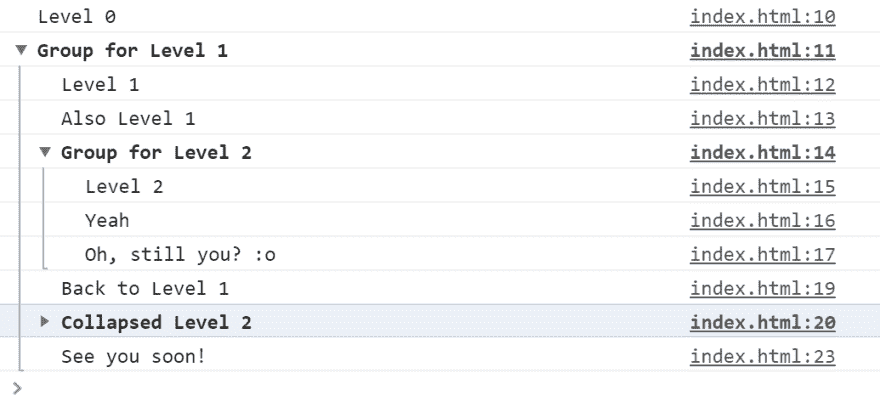 Level 0 index.html:10
Group for Level 1 index.html:11
Level 1 index.html:12
Also Level 1 index.html:13
Group for Level 2 index.html:14
Level 2 index.html:15
Yeah index.html:16
Oh, still you? :o index.html:17
Back to Level 1 index.html:19
Collapsed Level 2 index.html:20
See you soon! index.html:23